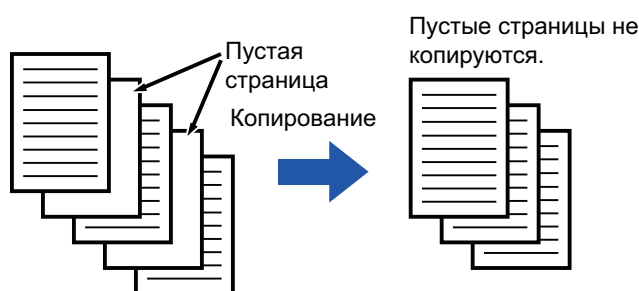 Пустая
страница
Копирование
Пустые страницы не
копируются.